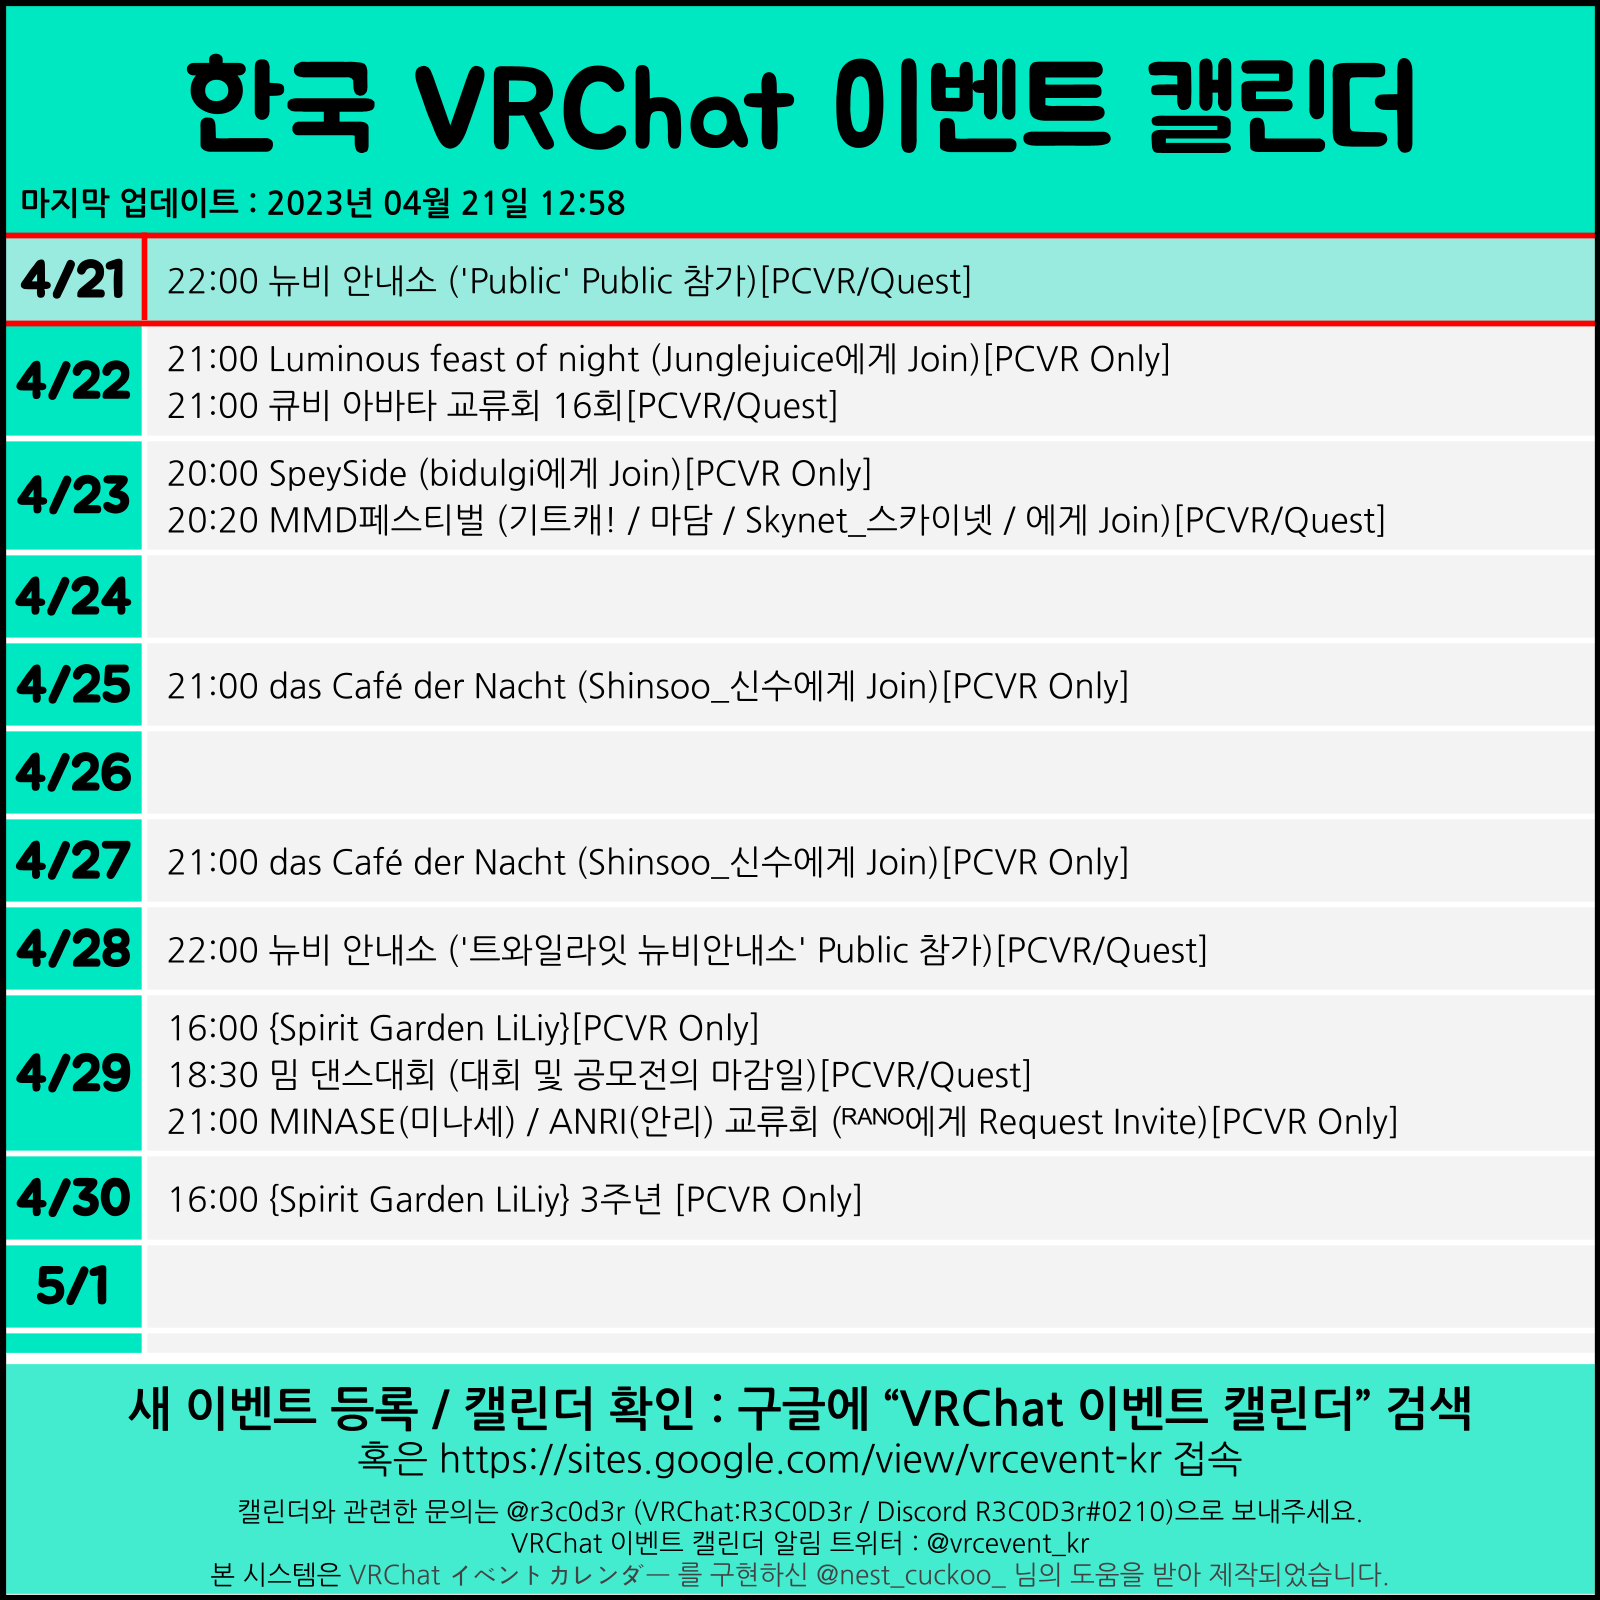 한국 VRChat 이벤트 캘린더
마지막 업데이트 : 2023년 04월 21일 12:58
4/21
22:00 뉴비 안내소 ('Public' Public 참가)[PCVR/Quest]
4/22
21:00 Luminous feast of night (Junglejuice에게 Join)[PCVR Only]
21:00 큐비 아바타 교류회 16회[PCVR/Quest]
4/23
20:00 SpeySide (bidulgi에게 Join)[PCVR Only]
20:20 MMD페스티벌 (기트캐! / 마담 / Skynet_스카이넷 / 에게 Join)[PCVR/Quest]
4/24
4/25
21:00 das Café der Nacht (Shinsoo_신수에게 Join)[PCVR Only]
4/26
4/27
21:00 das Café der Nacht (Shinsoo_신수에게 Join)[PCVR Only]
4/28
22:00 뉴비 안내소 ('트와일라잇 뉴비안내소' Public 참가)[PCVR/Quest]
4/29
16:00 {Spirit Garden LiLiy}[PCVR Only]
18:30 밈 댄스대회 (대회 및 공모전의 마감일)[PCVR/Quest]
21:00 MINASE(미나세) / ANRI(안리) 교류회 (ᴿᴬᴺᴼ에게 Request Invite)[PCVR Only]
4/30
16:00 {Spirit Garden LiLiy} 3주년 [PCVR Only]
5/1
새 이벤트 등록 / 캘린더 확인 : 구글에 “VRChat 이벤트 캘린더” 검색
혹은 https://sites.google.com/view/vrcevent-kr 접속
캘린더와 관련한 문의는 @r3c0d3r (VRChat:R3C0D3r / Discord R3C0D3r#0210)으로 보내주세요.
VRChat 이벤트 캘린더 알림 트위터 : @vrcevent_kr
본 시스템은 VRChat イベントカレンダー 를 구현하신 @nest_cuckoo_ 님의 도움을 받아 제작되었습니다.